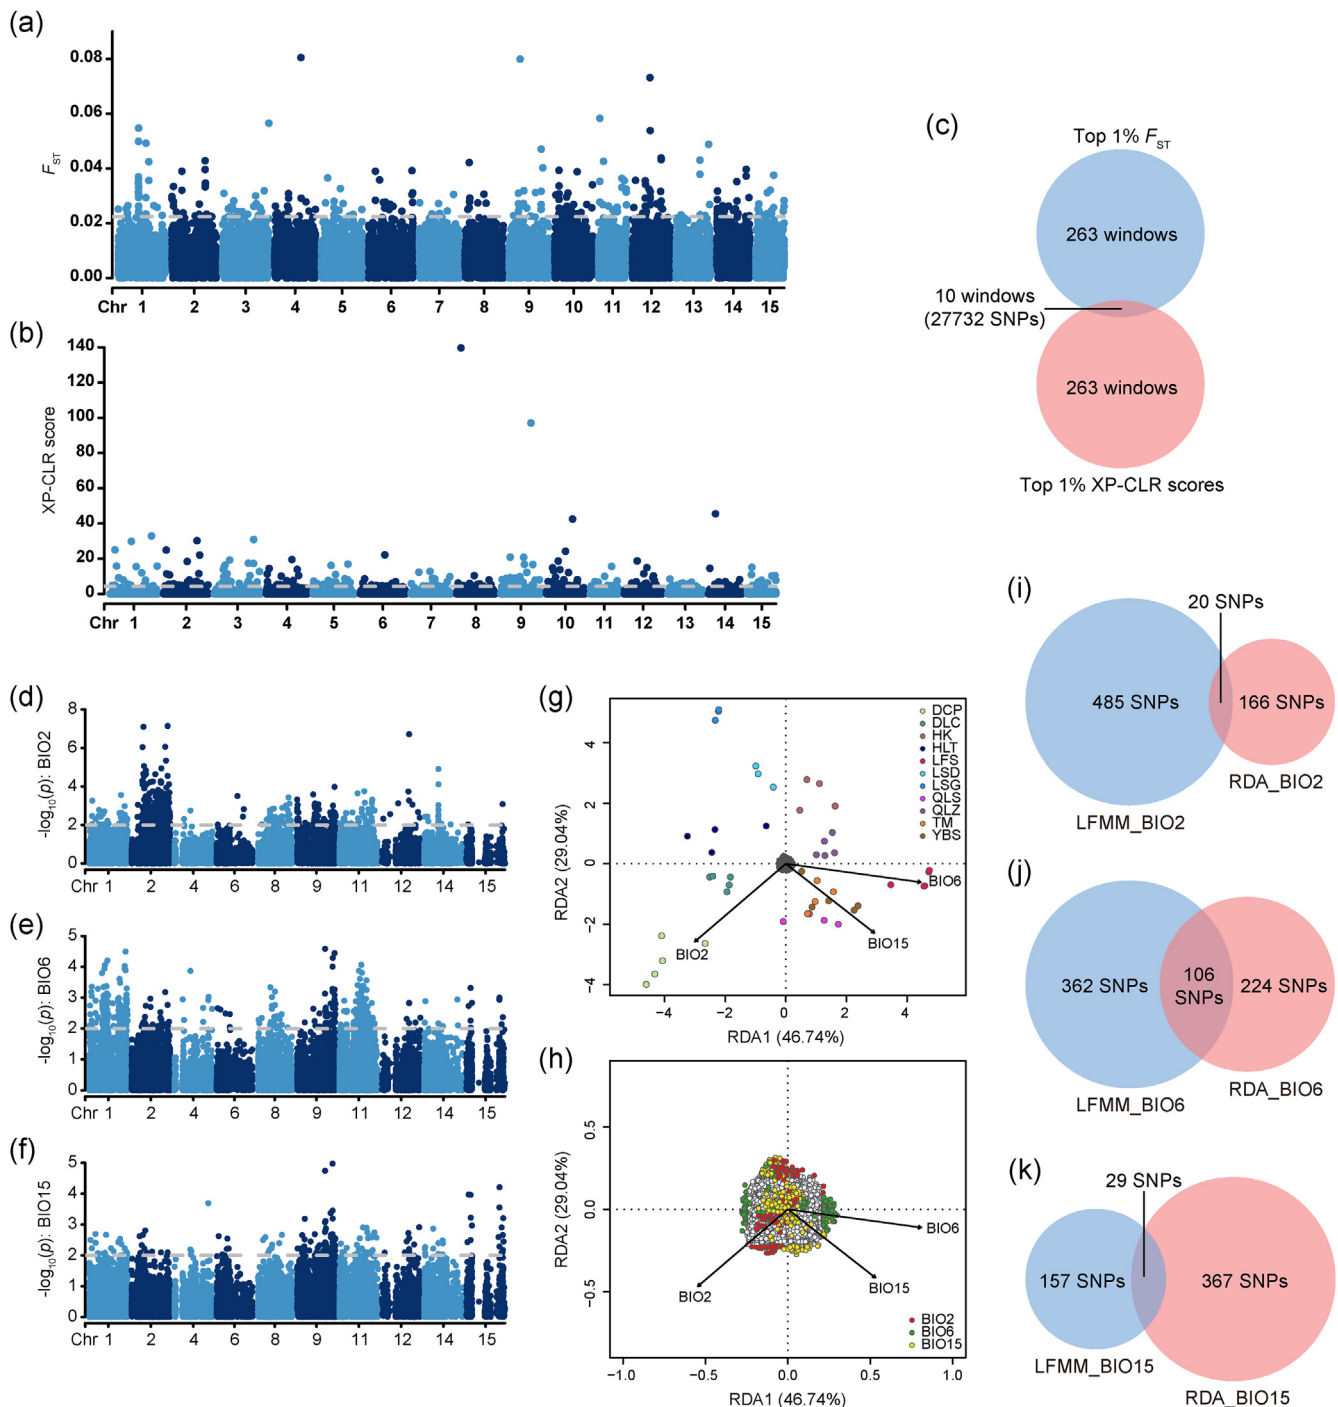 (a)
0.08
0.06
0.04
0.02
0.00
F_ST
Chr 1 2 3 4 5 6 7 8 9 10 11 12 13 14 15
(b)
140
120
100
80
60
40
20
0
XP-CLR score
Chr 1 2 3 4 5 6 7 8 9 10 11 12 13 14 15
(c)
Top 1% F_ST
263 windows
10 windows
(27732 SNPs)
263 windows
Top 1% XP-CLR scores
(d)
8
6
4
2
0
-log10(p): BIO2
Chr 1 2 4 6 8 9 11 12 14 15
(e)
5
4
3
2
1
0
-log10(p): BIO6
Chr 1 2 4 6 8 9 11 12 14 15
(f)
5
4
3
2
1
0
-log10(p): BIO15
Chr 1 2 4 6 8 9 11 12 14 15
(g)
4
2
0
−2
−4
RDA2 (29.04%)
DCP
DLC
HK
HLT
LFS
LSD
LSG
QLS
QLZ
TM
YBS
BIO6
BIO15
BIO2
−4 −2 0 2 4
RDA1 (46.74%)
(h)
0.5
0.0
−0.5
RDA2 (29.04%)
BIO6
BIO15
BIO2
BIO2
BIO6
BIO15
−1.0 −0.5 0.0 0.5 1.0
RDA1 (46.74%)
(i)
20 SNPs
485 SNPs
166 SNPs
RDA_BIO2
LFMM_BIO2
(j)
362 SNPs
106
SNPs
224 SNPs
RDA_BIO6
LFMM_BIO6
(k)
29 SNPs
157 SNPs
367 SNPs
LFMM_BIO15
RDA_BIO15